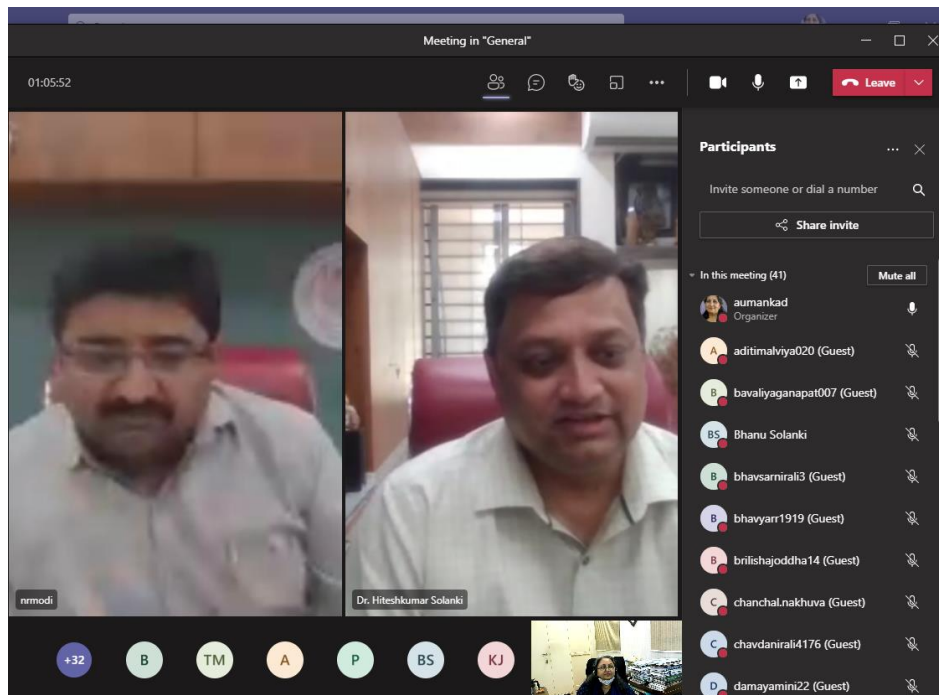 Meeting in "General"
01:05:52
Leave
Participants
Invite someone or dial a number
Share invite
In this meeting (41)
Mute all
aumankad
Organizer
A
aditimalviya020 (Guest)
B
bavaliyaganapat007 (Guest)
BS
Bhanu Solanki
B
bhavsarnirali3 (Guest)
B
bhavyarr1919 (Guest)
B
brilishajoddha14 (Guest)
C
chanchal.nakhuva (Guest)
C
chavdanirali4176 (Guest)
D
damayamini22 (Guest)
nrmodi
Dr. Hiteshkumar Solanki
+32
B
TM
A
P
BS
KJ